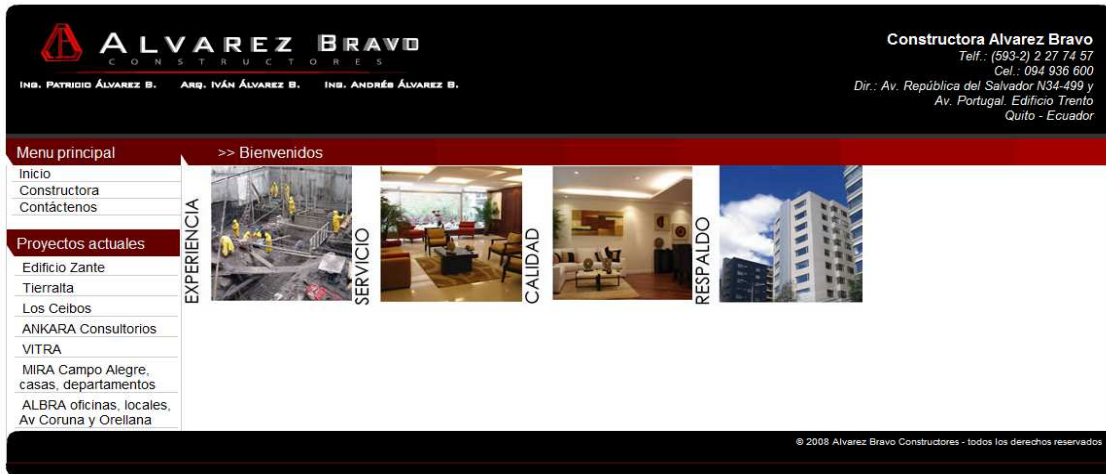 ALVAREZ BRAVO
CONSTRUCTORES
ING. PATRICIO ÁLVAREZ B. ARQ. IVÁN ÁLVAREZ B. ING. ANDRÉS ÁLVAREZ B.
Constructora Alvarez Bravo
Telf.: (593-2) 2 27 74 57
Cel.: 094 936 600
Dir.: Av. República del Salvador N34-499 y
Av. Portugal. Edificio Trento
Quito - Ecuador
Menu principal
>> Bienvenidos
Inicio
Constructora
Contáctenos
Proyectos actuales
Edificio Zante
Tierralta
Los Ceibos
ANKARA Consultorios
VITRA
MIRA Campo Alegre,
casas, departamentos
ALBRA oficinas, locales,
Av Coruna y Orellana
EXPERIENCIA
SERVICIO
CALIDAD
RESPALDO
© 2008 Alvarez Bravo Constructores - todos los derechos reservados